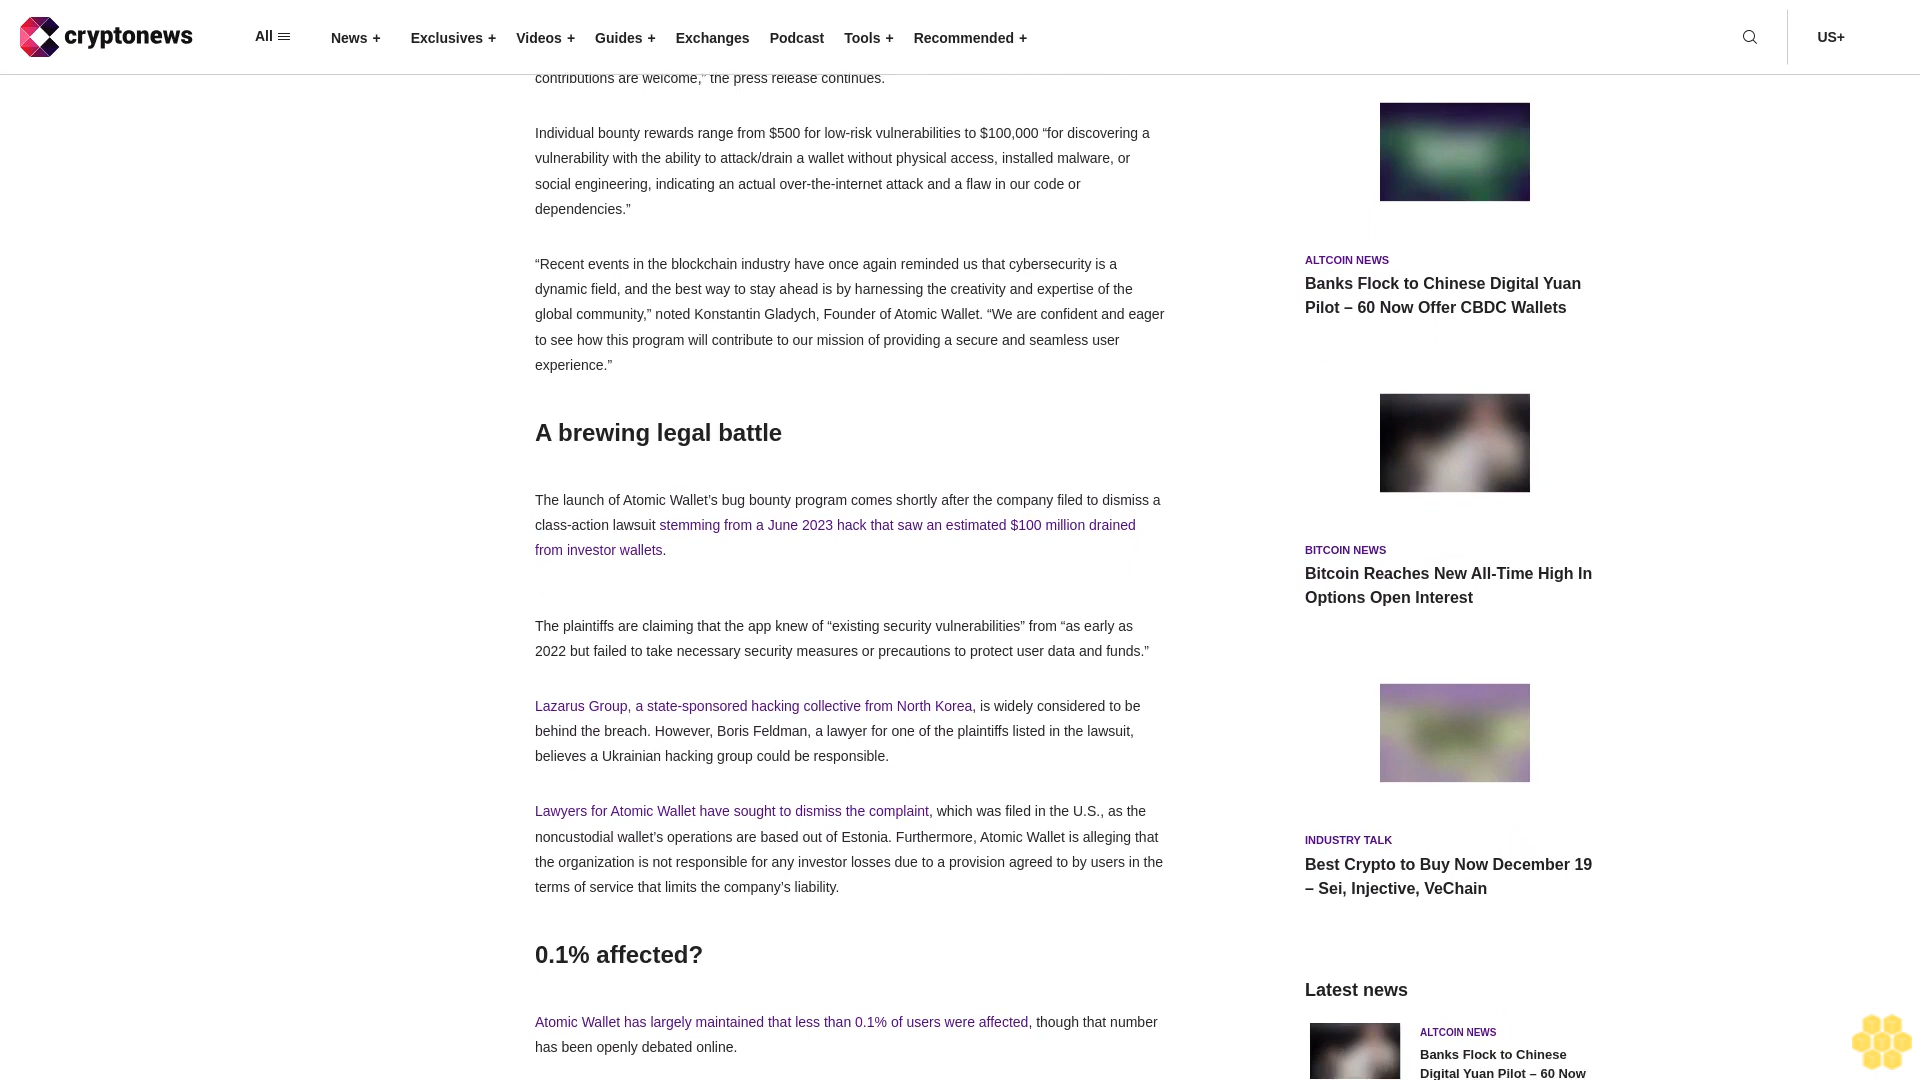 cryptonews
All
News +
Exclusives +
Videos +
Guides +
Exchanges
Podcast
Tools +
Recommended +
US+
contributions are welcome,” the press release continues.
Individual bounty rewards range from $500 for low-risk vulnerabilities to $100,000 “for discovering a
vulnerability with the ability to attack/drain a wallet without physical access, installed malware, or
social engineering, indicating an actual over-the-internet attack and a flaw in our code or
dependencies.”
“Recent events in the blockchain industry have once again reminded us that cybersecurity is a
dynamic field, and the best way to stay ahead is by harnessing the creativity and expertise of the
global community,” noted Konstantin Gladych, Founder of Atomic Wallet. “We are confident and eager
to see how this program will contribute to our mission of providing a secure and seamless user
experience.”
A brewing legal battle
The launch of Atomic Wallet’s bug bounty program comes shortly after the company filed to dismiss a
class-action lawsuit stemming from a June 2023 hack that saw an estimated $100 million drained
from investor wallets.
The plaintiffs are claiming that the app knew of “existing security vulnerabilities” from “as early as
2022 but failed to take necessary security measures or precautions to protect user data and funds.”
Lazarus Group, a state-sponsored hacking collective from North Korea, is widely considered to be
behind the breach. However, Boris Feldman, a lawyer for one of the plaintiffs listed in the lawsuit,
believes a Ukrainian hacking group could be responsible.
Lawyers for Atomic Wallet have sought to dismiss the complaint, which was filed in the U.S., as the
noncustodial wallet’s operations are based out of Estonia. Furthermore, Atomic Wallet is alleging that
the organization is not responsible for any investor losses due to a provision agreed to by users in the
terms of service that limits the company’s liability.
0.1% affected?
Atomic Wallet has largely maintained that less than 0.1% of users were affected, though that number
has been openly debated online.
ALTCOIN NEWS
Banks Flock to Chinese Digital Yuan
Pilot – 60 Now Offer CBDC Wallets
BITCOIN NEWS
Bitcoin Reaches New All-Time High In
Options Open Interest
INDUSTRY TALK
Best Crypto to Buy Now December 19
– Sei, Injective, VeChain
Latest news
ALTCOIN NEWS
Banks Flock to Chinese
Digital Yuan Pilot – 60 Now